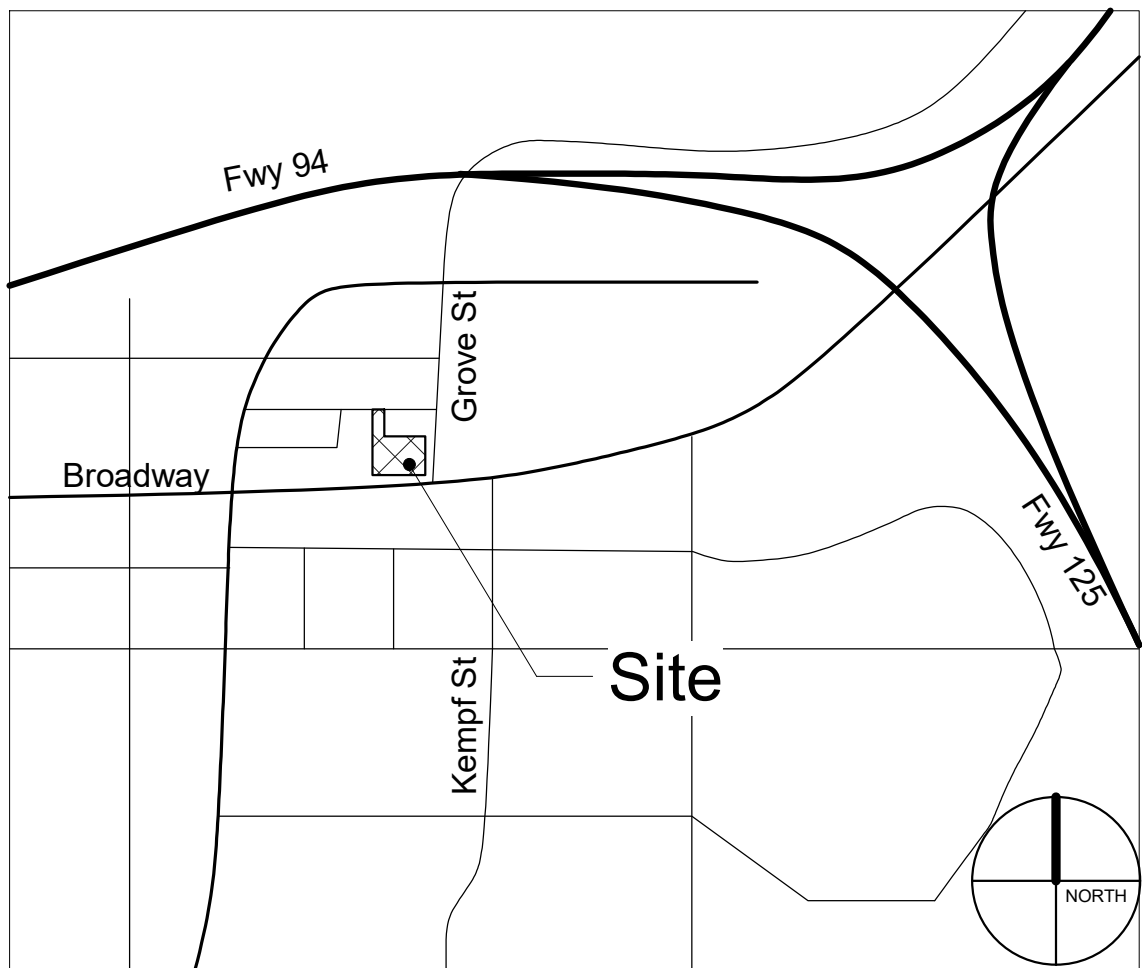 Fwy 94
Grove St
Broadway
Fwy 125
Site
Kempf St
NORTH